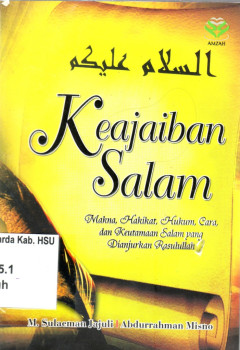 AMZAH
السلام عليكم
Keajaiban
Salam
Makna, Hakikat, Hukum, Cara,
dan Keutamaan Salam yang
Dianjurkan Rasulullah
arda Kab. HSU
5.1
h
M. Sulaeman Jajuli Abdurrahman Misno